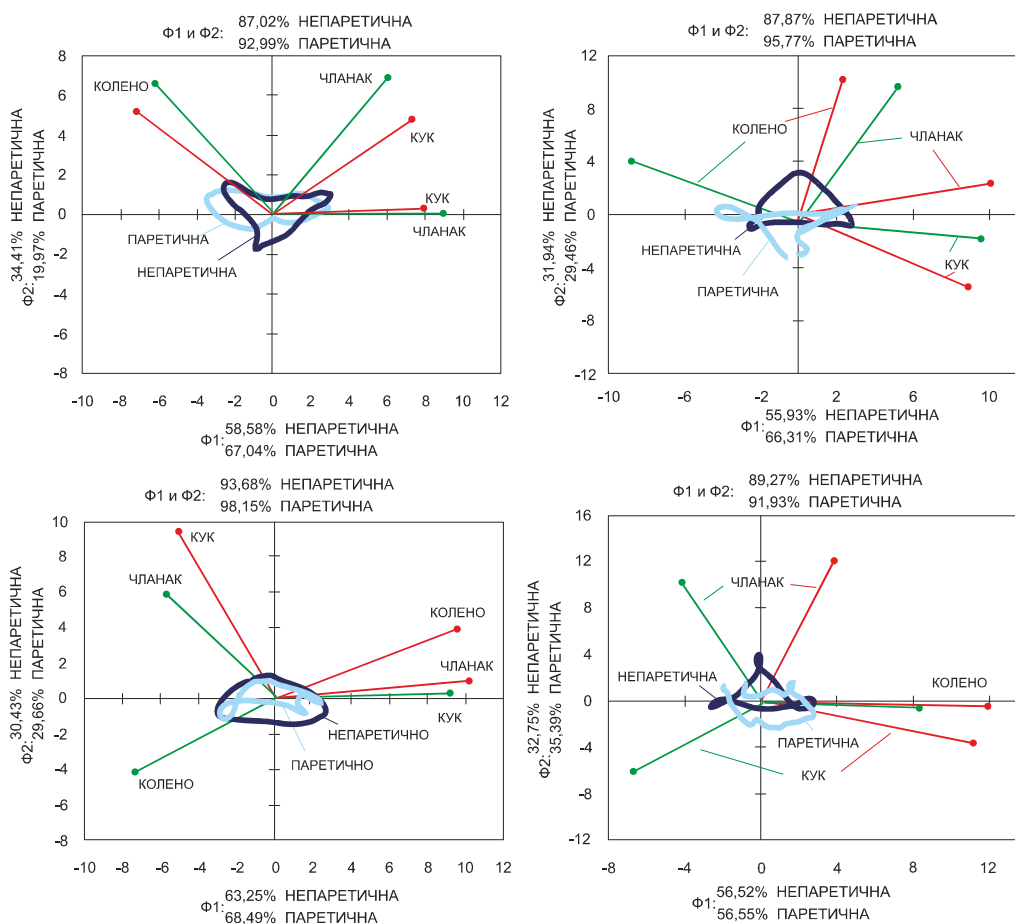 87,02% НЕПАРЕТИЧНА
Ф1 и Ф2:
92,99% ПАРЕТИЧНА
8
6
4
2
0
-2
-4
-6
-8
КОЛЕНО
ЧЛАНАК
КУК
КУК
ЧЛАНАК
ПАРЕТИЧНА
НЕПАРЕТИЧНА
Ф2:
34,41% НЕПАРЕТИЧНА
19,97% ПАРЕТИЧНА
-10 -8 -6 -4 -2 0 2 4 6 8 10 12
58,58% НЕПАРЕТИЧНА
Ф1:
67,04% ПАРЕТИЧНА
87,87% НЕПАРЕТИЧНА
Ф1 и Ф2:
95,77% ПАРЕТИЧНА
12
8
4
0
-4
-8
-12
КОЛЕНО
ЧЛАНАК
НЕПАРЕТИЧНА
КУК
ПАРЕТИЧНА
Ф2:
31,94% НЕПАРЕТИЧНА
29,46% ПАРЕТИЧНА
-10 -6 -2 2 6 10
55,93% НЕПАРЕТИЧНА
Ф1:
66,31% ПАРЕТИЧНА
93,68% НЕПАРЕТИЧНА
Ф1 и Ф2:
98,15% ПАРЕТИЧНА
10
8
6
4
2
0
-2
-4
-6
-8
КУК
ЧЛАНАК
КОЛЕНО
ЧЛАНАК
КУК
НЕПАРЕТИЧНО
ПАРЕТИЧНО
КОЛЕНО
Ф2:
30,43% НЕПАРЕТИЧНА
29,66% ПАРЕТИЧНА
-10 -8 -6 -4 -2 0 2 4 6 8 10 12
63,25% НЕПАРЕТИЧНА
Ф1:
68,49% ПАРЕТИЧНА
89,27% НЕПАРЕТИЧНА
Ф1 и Ф2:
91,93% ПАРЕТИЧНА
16
12
8
4
0
-4
-8
-12
ЧЛАНАК
НЕПАРЕТИЧНА
КОЛЕНО
ПАРЕТИЧНА
КУК
Ф2:
32,75% НЕПАРЕТИЧНА
35,39% ПАРЕТИЧНА
-8 -4 0 4 8 12
56,52% НЕПАРЕТИЧНА
Ф1:
56,55% ПАРЕТИЧНА